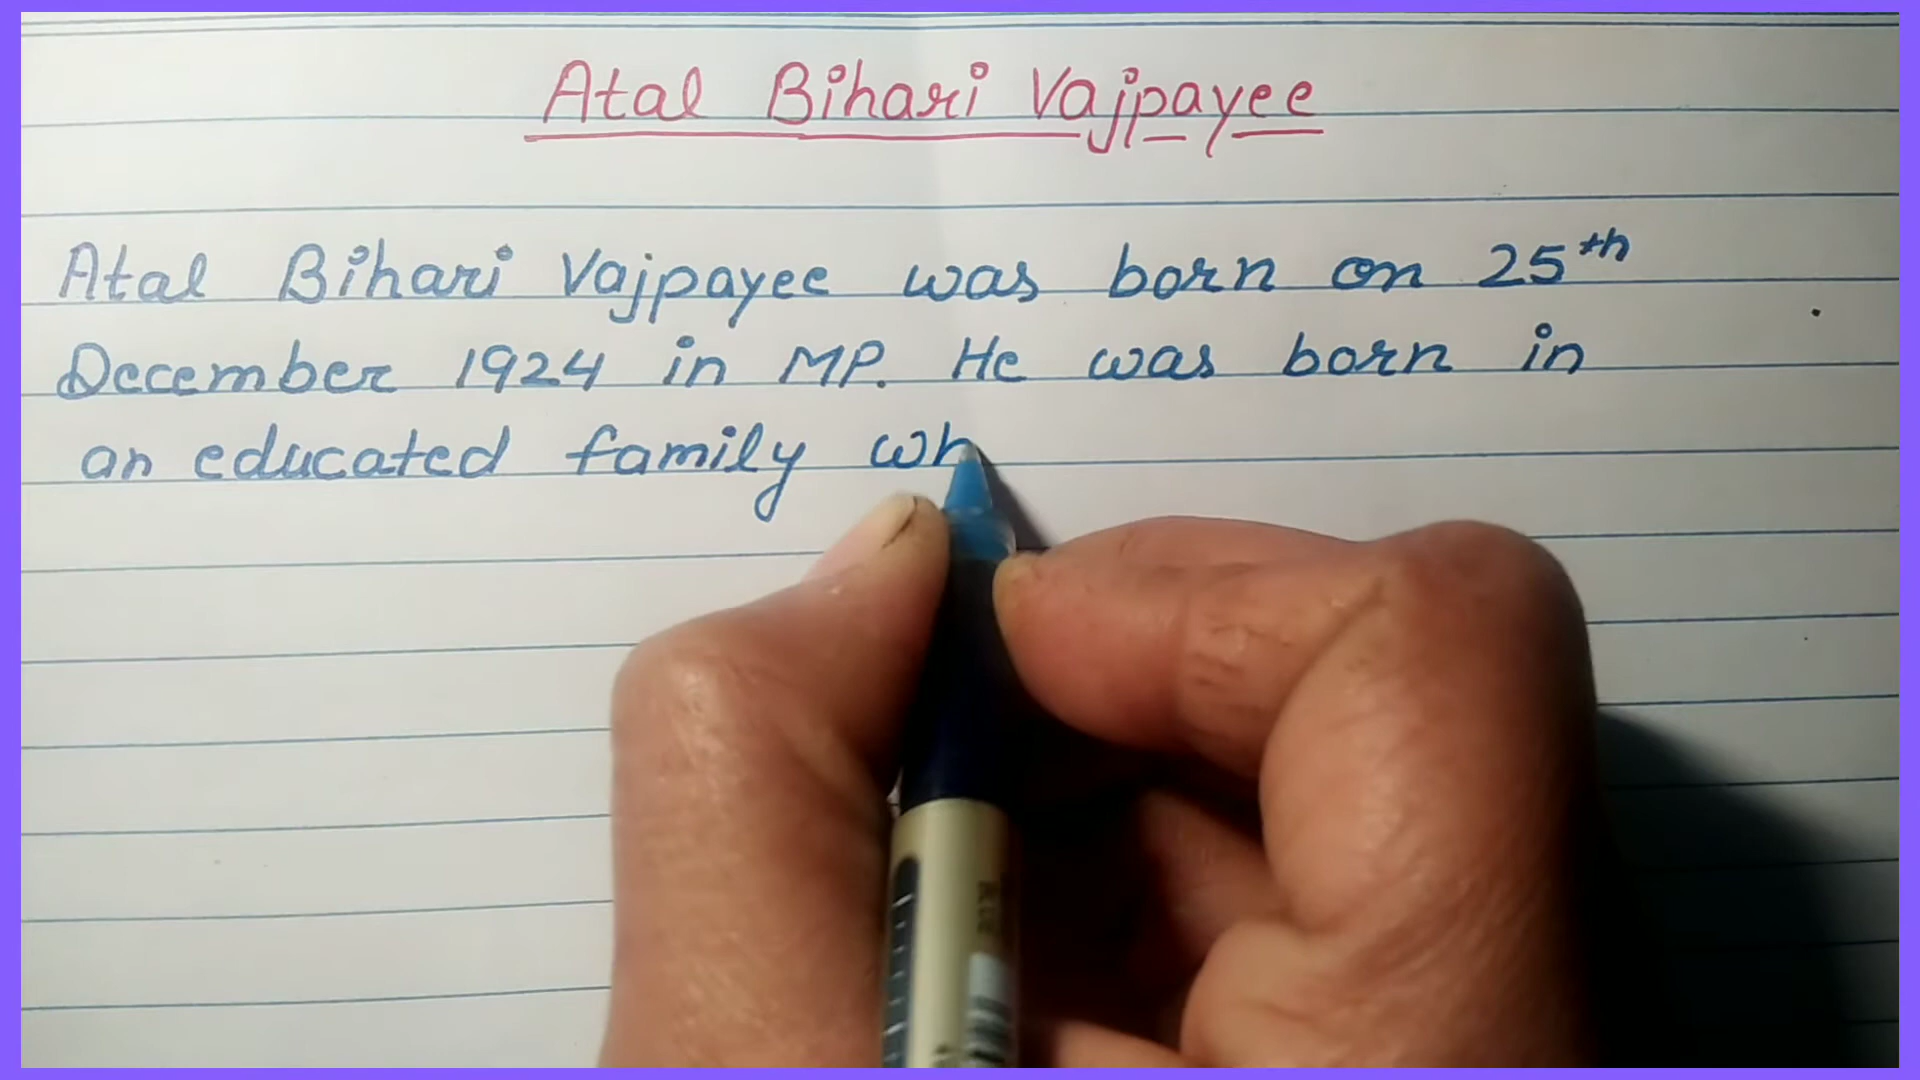 Atal Bihari Vajpayee
Atal Bihari Vajpayee was born on 25th
December 1924 in MP. He was born in
an educated family wh